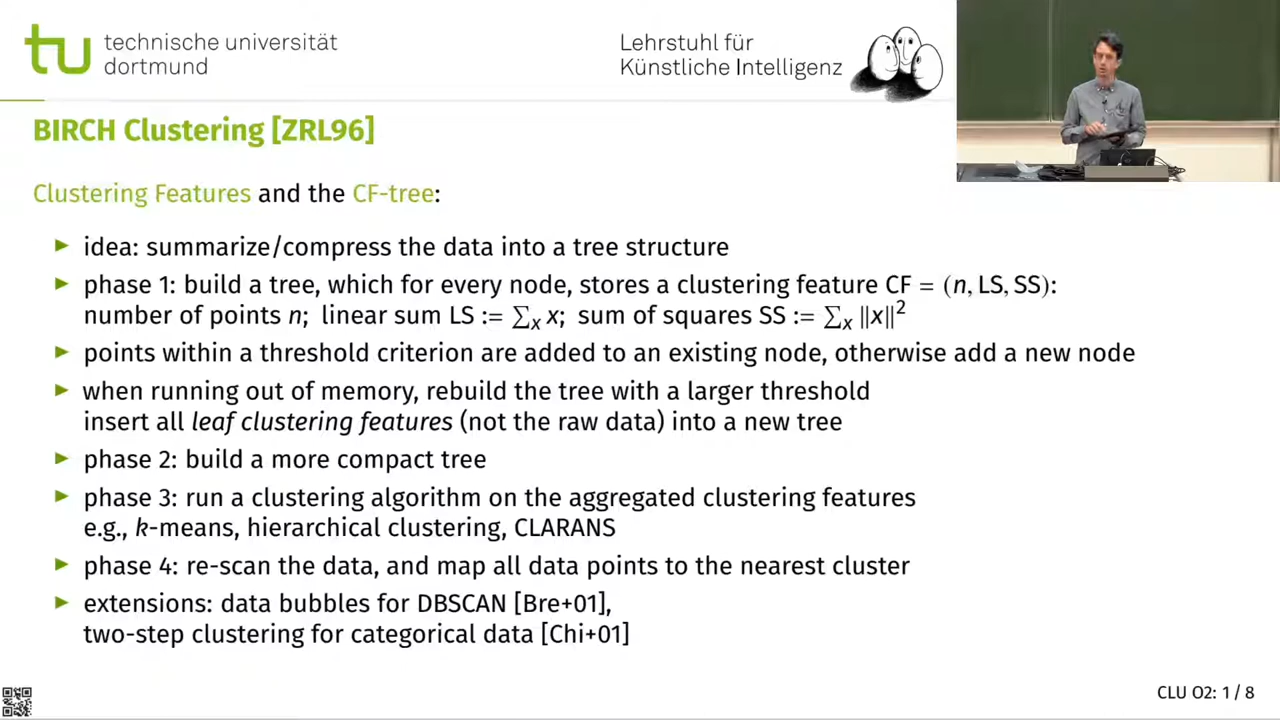 technische universität
dortmund
Lehrstuhl für
Künstliche Intelligenz
BIRCH Clustering [ZRL96]
Clustering Features and the CF-tree:
idea: summarize/compress the data into a tree structure
phase 1: build a tree, which for every node, stores a clustering feature CF = (n, LS, SS):
number of points n; linear sum LS := ∑ₓ x; sum of squares SS := ∑ₓ ‖x‖²
points within a threshold criterion are added to an existing node, otherwise add a new node
when running out of memory, rebuild the tree with a larger threshold
insert all leaf clustering features (not the raw data) into a new tree
phase 2: build a more compact tree
phase 3: run a clustering algorithm on the aggregated clustering features
e.g., k-means, hierarchical clustering, CLARANS
phase 4: re-scan the data, and map all data points to the nearest cluster
extensions: data bubbles for DBSCAN [Bre+01],
two-step clustering for categorical data [Chi+01]
CLU O2: 1 / 8